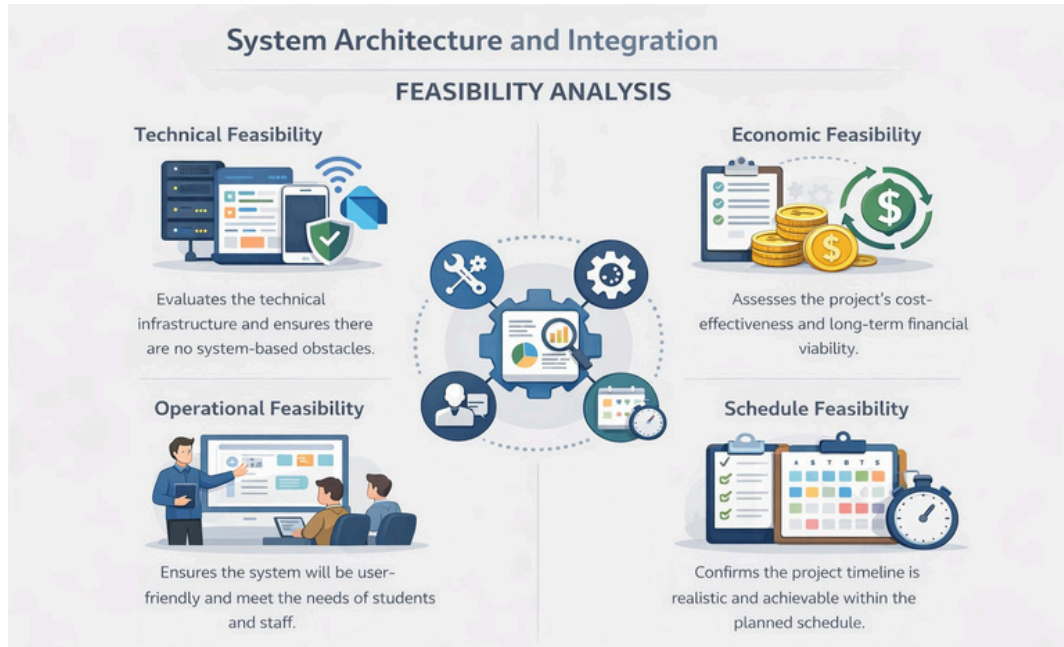 System Architecture and Integration
FEASIBILITY ANALYSIS
Technical Feasibility
Evaluates the technical
infrastructure and ensures there
are no system-based obstacles.
Economic Feasibility
Assesses the project's cost-
effectiveness and long-term financial
viability.
Operational Feasibility
Ensures the system will be user-
friendly and meet the needs of students
and staff.
Schedule Feasibility
A S T B T S
Confirms the project timeline is
realistic and achievable within the
planned schedule.